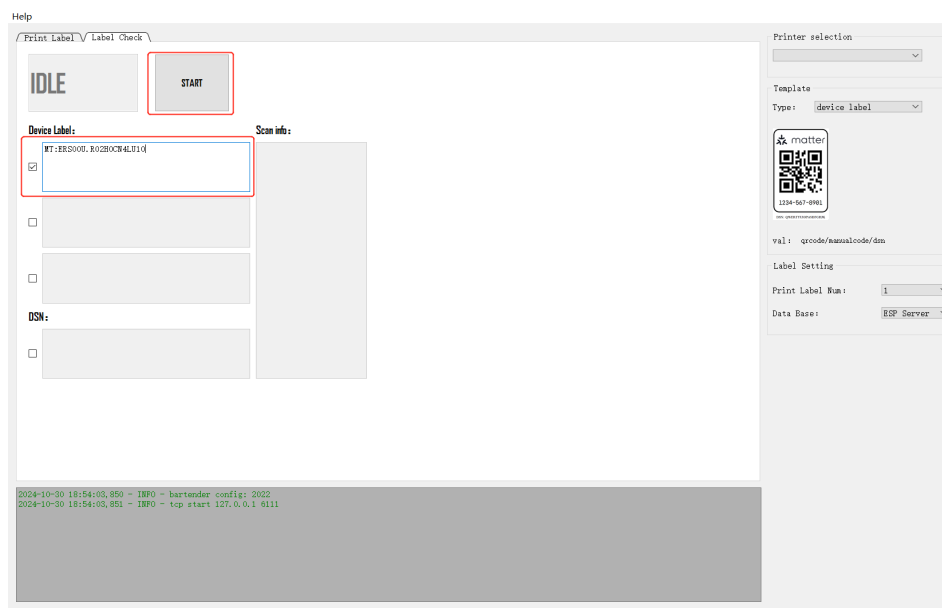 Help
Print Label
Label Check
IDLE
START
Device Label:
Scan info:
MT:ERS00U.R02H0CN4LU10
DSN:
2024-10-30 18:54:03,850 - INFO - bartender config: 2022
2024-10-30 18:54:03,851 - INFO - tcp start 127.0.0.1 6111
Printer selection
Template
Type: device label
matter
1234-567-8901
val: qrcode/manualcode/dsn
Label Setting
Print Label Num: 1
Data Base: ESP Server